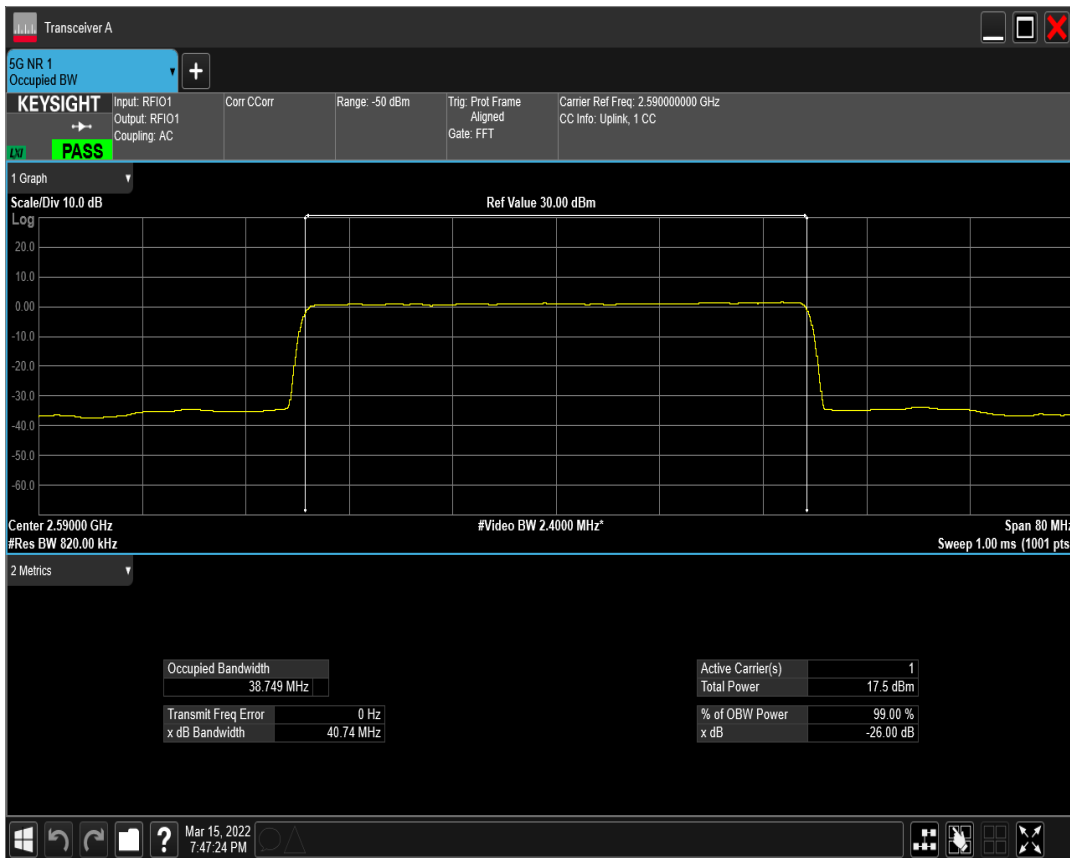 Transceiver A
5G NR 1
Occupied BW
KEYSIGHT
LXI
PASS
Input: RFIO1
Output: RFIO1
Coupling: AC
Corr CCorr
Range: -50 dBm
Trig: Prot Frame
Aligned
Gate: FFT
Carrier Ref Freq: 2.590000000 GHz
CC Info: Uplink, 1 CC
1 Graph
Scale/Div 10.0 dB
Ref Value 30.00 dBm
Log
20.0
10.0
0.00
-10.0
-20.0
-30.0
-40.0
-50.0
-60.0
Center 2.59000 GHz
#Video BW 2.4000 MHz*
Span 80 MHz
#Res BW 820.00 kHz
Sweep 1.00 ms (1001 pts
2 Metrics
Occupied Bandwidth
38.749 MHz
Transmit Freq Error 0 Hz
x dB Bandwidth 40.74 MHz
Active Carrier(s) 1
Total Power 17.5 dBm
% of OBW Power 99.00 %
x dB -26.00 dB
Mar 15, 2022
7:47:24 PM